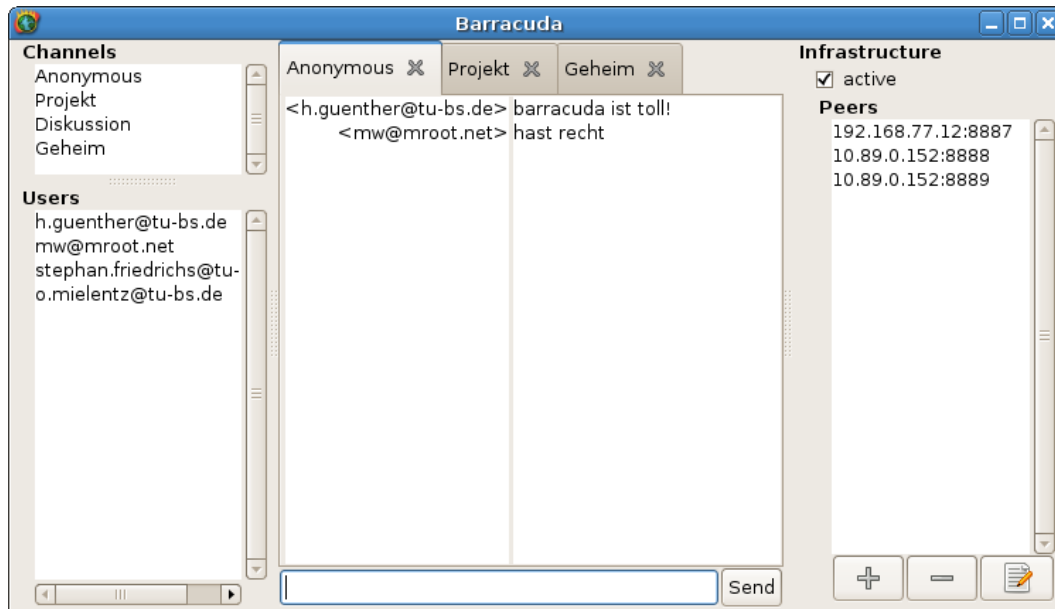 Barracuda
Channels
Anonymous
Projekt
Diskussion
Geheim
Users
h.guenther@tu-bs.de
mw@mroot.net
stephan.friedrichs@tu-
o.mielentz@tu-bs.de
Anonymous Projekt Geheim
<h.guenther@tu-bs.de> barracuda ist toll!
<mw@mroot.net> hast recht
Send
Infrastructure
active
Peers
192.168.77.12:8887
10.89.0.152:8888
10.89.0.152:8889